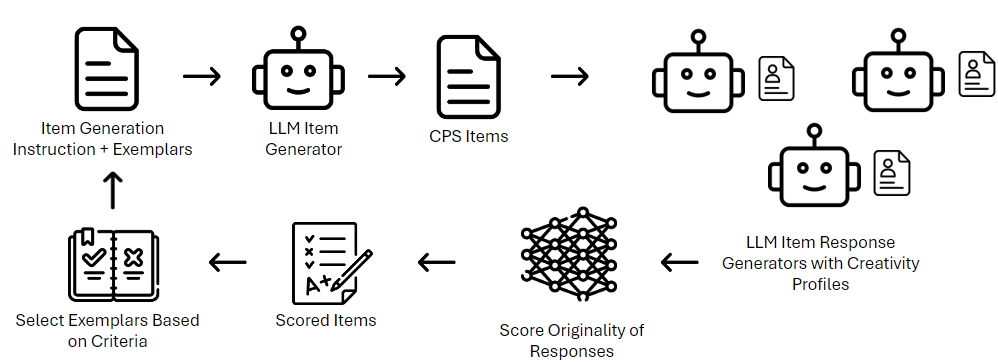 Item Generation
Instruction + Exemplars
LLM Item
Generator
CPS Items
LLM Item Response
Generators with Creativity
Profiles
Select Exemplars Based
on Criteria
A+
Scored Items
Score Originality of
Responses